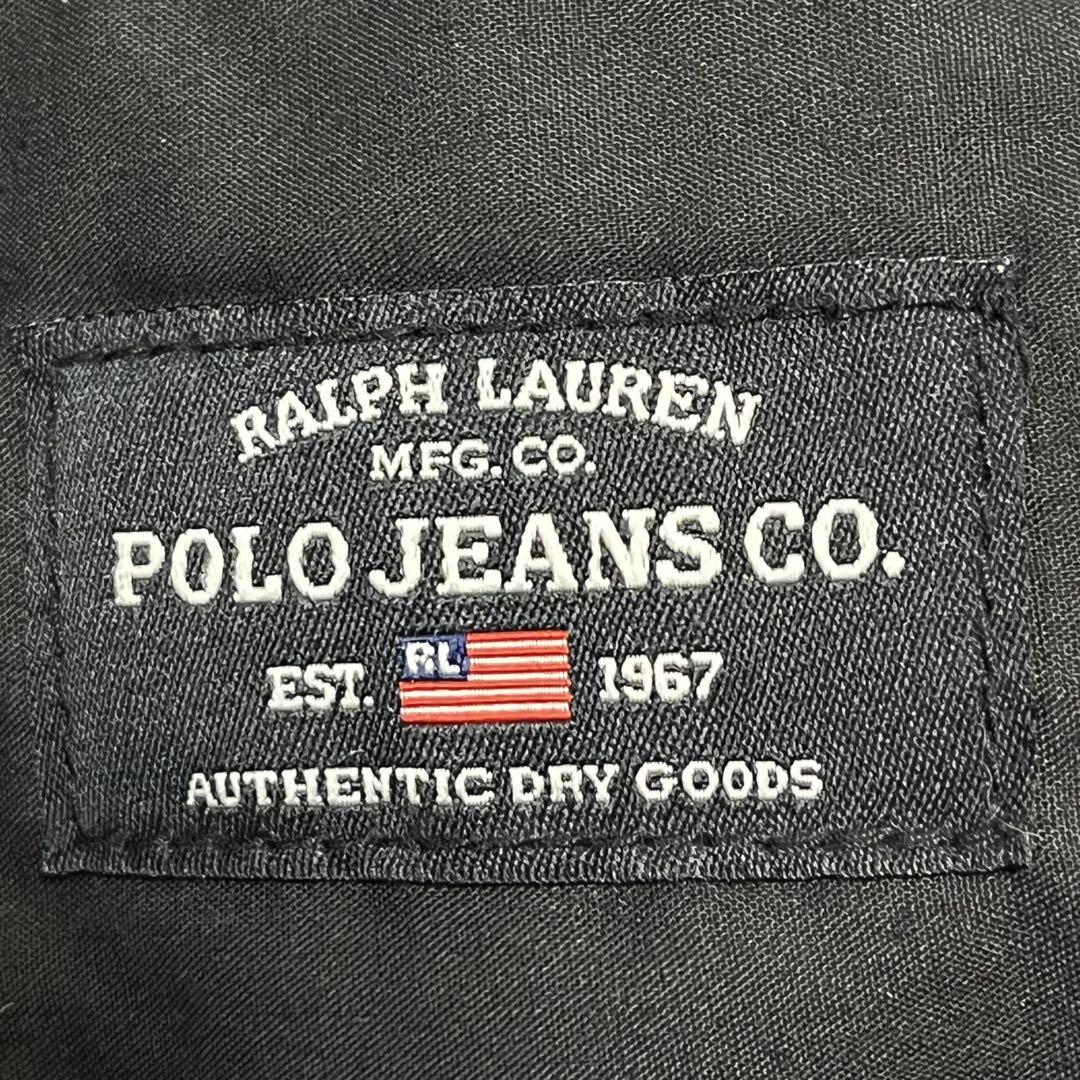 RALPH LAUREN
MFG. CO.
POLO JEANS CO.
EST. RL 1967
AUTHENTIC DRY GOODS